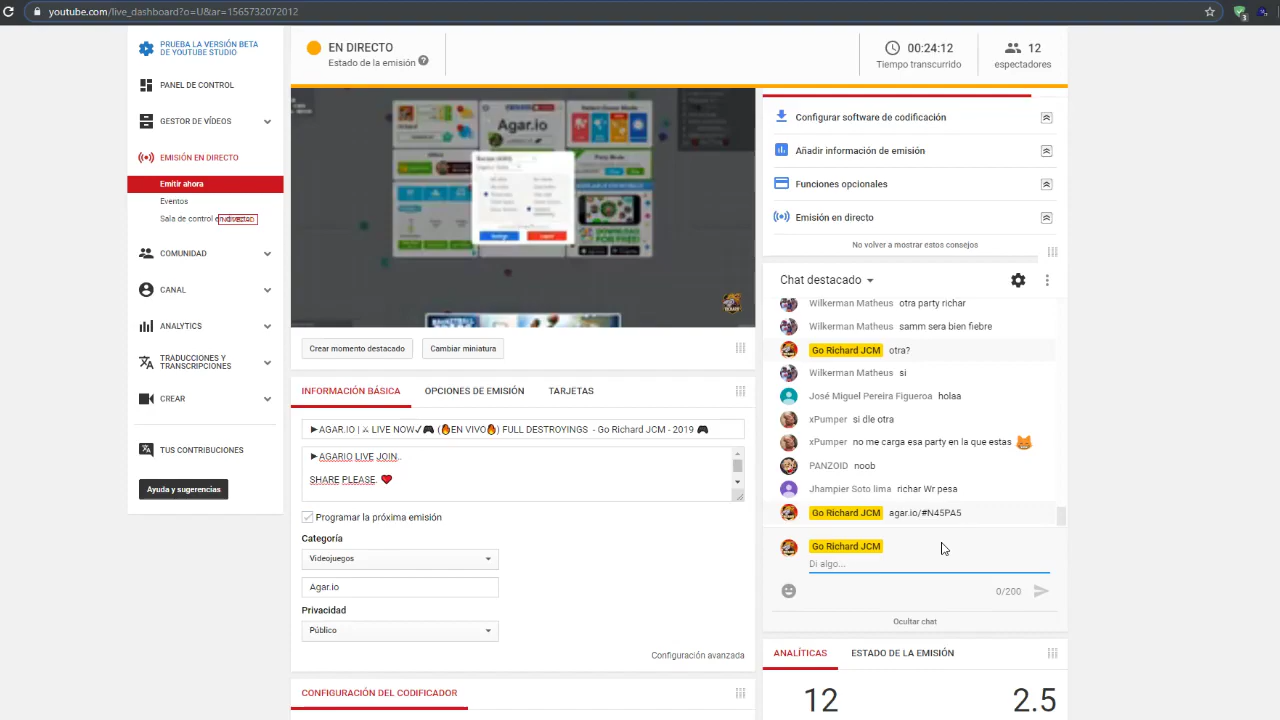 youtube.com/live_dashboard?o=U&ar=1565732072012
3
PRUEBA LA VERSIÓN BETA
DE YOUTUBE STUDIO
PANEL DE CONTROL
GESTOR DE VÍDEOS
EMISIÓN EN DIRECTO
Emitir ahora
Eventos
Sala de control en directo
COMUNIDAD
CANAL
ANALYTICS
TRADUCCIONES Y
TRANSCRIPCIONES
CREAR
TUS CONTRIBUCIONES
Ayuda y sugerencias
EN DIRECTO
Estado de la emisión
00:24:12
Tiempo transcurrido
12
espectadores
Agar.io
Party Mode
DOWNLOAD
FREE!
Crear momento destacado
Cambiar miniatura
INFORMACIÓN BÁSICA
OPCIONES DE EMISIÓN
TARJETAS
►AGAR.IO | ⚔ LIVE NOW✓🎮 (🔥EN VIVO🔥) FULL DESTROYINGS - Go Richard JCM - 2019 🎮
►AGARIO LIVE JOIN..
SHARE PLEASE ❤
Programar la próxima emisión
Categoría
Videojuegos
Agar.io
Privacidad
Público
Configuración avanzada
CONFIGURACIÓN DEL CODIFICADOR
Configurar software de codificación
Añadir información de emisión
Funciones opcionales
Emisión en directo
No volver a mostrar estos consejos
Chat destacado
Wilkerman Matheus otra party richar
Wilkerman Matheus samm sera bien fiebre
Go Richard JCM otra?
Wilkerman Matheus si
José Miguel Pereira Figueroa holaa
xPumper si dle otra
xPumper no me carga esa party en la que estas 😸
PANZOID noob
Jhampier Soto lima richar Wr pesa
Go Richard JCM agar.io/#N45PA5
Go Richard JCM
Di algo...
0/200
Ocultar chat
ANALÍTICAS
ESTADO DE LA EMISIÓN
12
2.5